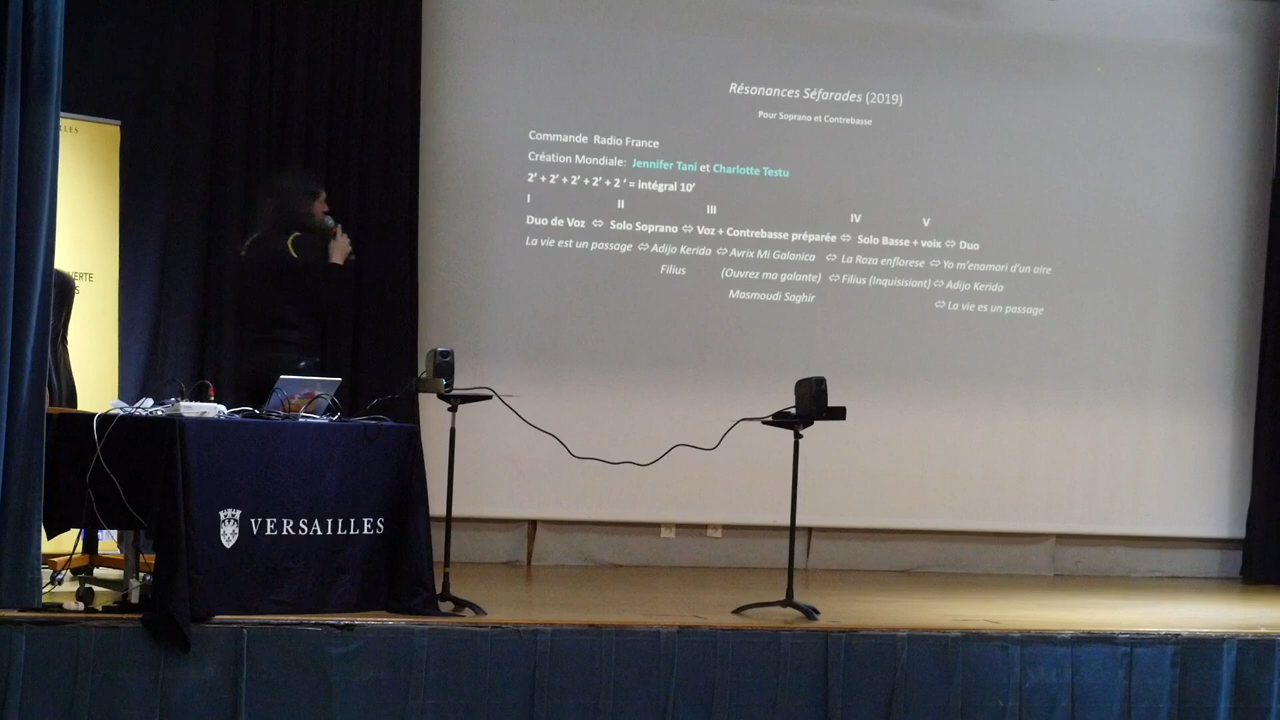 Résonances Séfarades (2019)
Pour Soprano et Contrebasse
Commande Radio France
Création Mondiale: Jennifer Tani et Charlotte Testu
2’ + 2’ + 2’ + 2’ + 2 ‘ = intégral 10’
I II III IV V
Duo de Voz ⇔ Solo Soprano ⇔ Voz + Contrebasse préparée ⇔ Solo Basse + voix ⇔ Duo
La vie est un passage ⇔ Adijo Kerida ⇔ Avrix Mi Galanica ⇔ La Roza enflorese ⇔ Yo m’enamori d’un aire
Filius (Ouvrez ma galante) ⇔ Filius (Inquisisiont) ⇔ Adijo Kerida
Masmoudi Saghir ⇔ La vie es un passage
LLES
VERTE
S
VERSAILLES